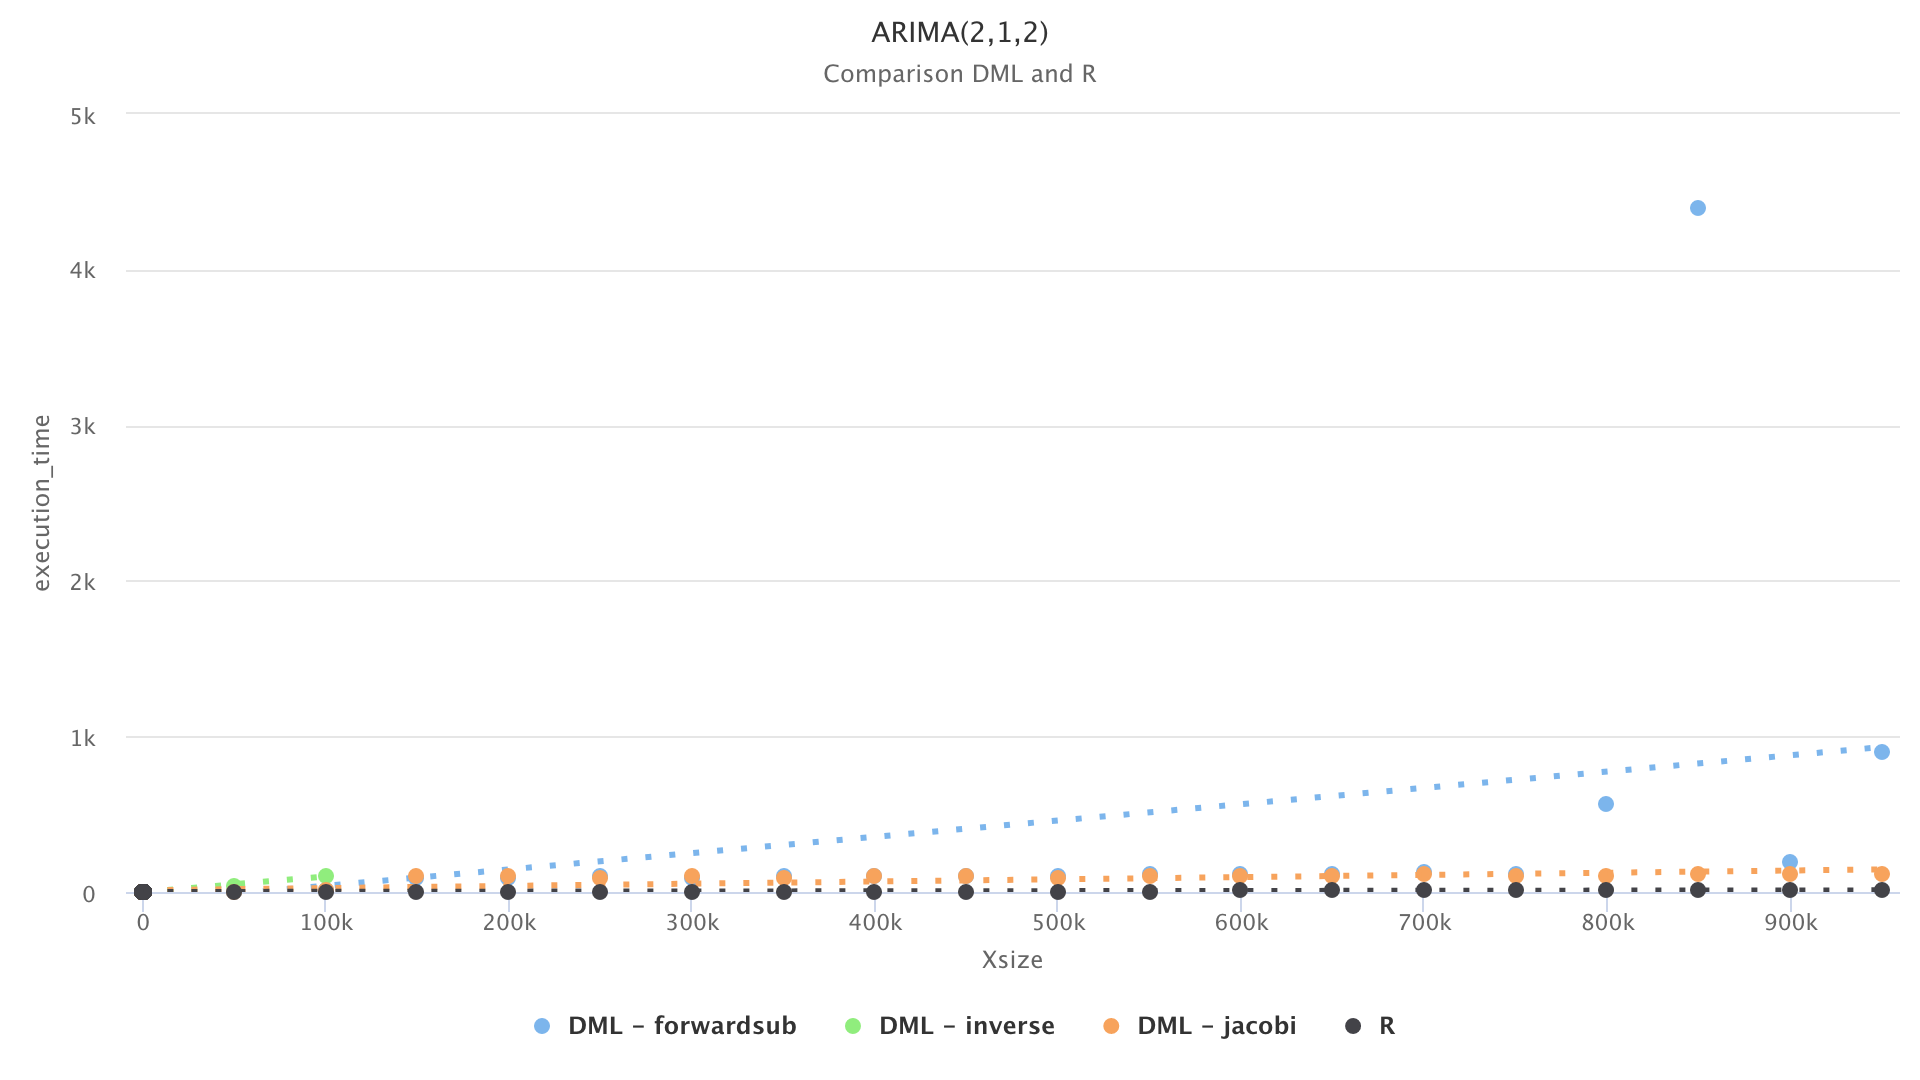 ARIMA(2,1,2)
Comparison DML and R
5k
4k
3k
2k
1k
0
execution_time
0 100k 200k 300k 400k 500k 600k 700k 800k 900k
Xsize
DML – forwardsub DML – inverse DML – jacobi R